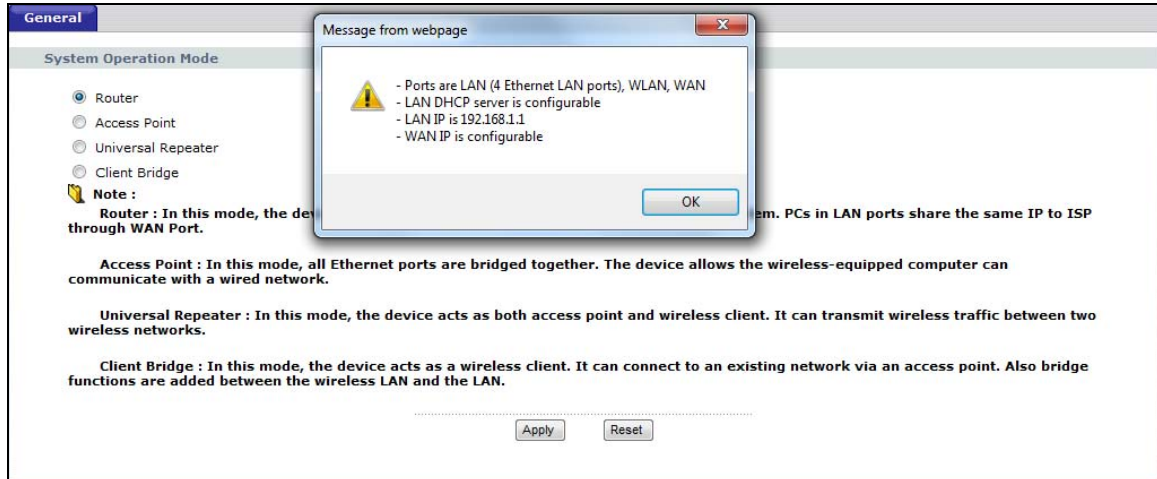 General
Message from webpage
System Operation Mode
- Ports are LAN (4 Ethernet LAN ports), WLAN, WAN
- LAN DHCP server is configurable
- LAN IP is 192.168.1.1
- WAN IP is configurable
Router
Access Point
Universal Repeater
Client Bridge
OK
Note :
Router : In this mode, the
PCs in LAN ports share the same IP to ISP
through WAN Port.
Access Point : In this mode, all Ethernet ports are bridged together. The device allows the wireless-equipped computer can
communicate with a wired network.
Universal Repeater : In this mode, the device acts as both access point and wireless client. It can transmit wireless traffic between two
wireless networks.
Client Bridge : In this mode, the device acts as a wireless client. It can connect to an existing network via an access point. Also bridge
functions are added between the wireless LAN and the LAN.
Apply
Reset